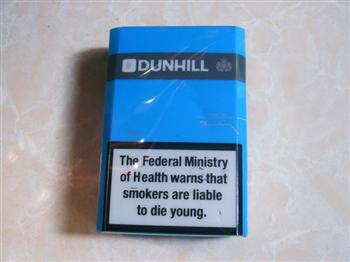 DUNHILL
The Federal Ministry
of Health warns that
smokers are liable
to die young.